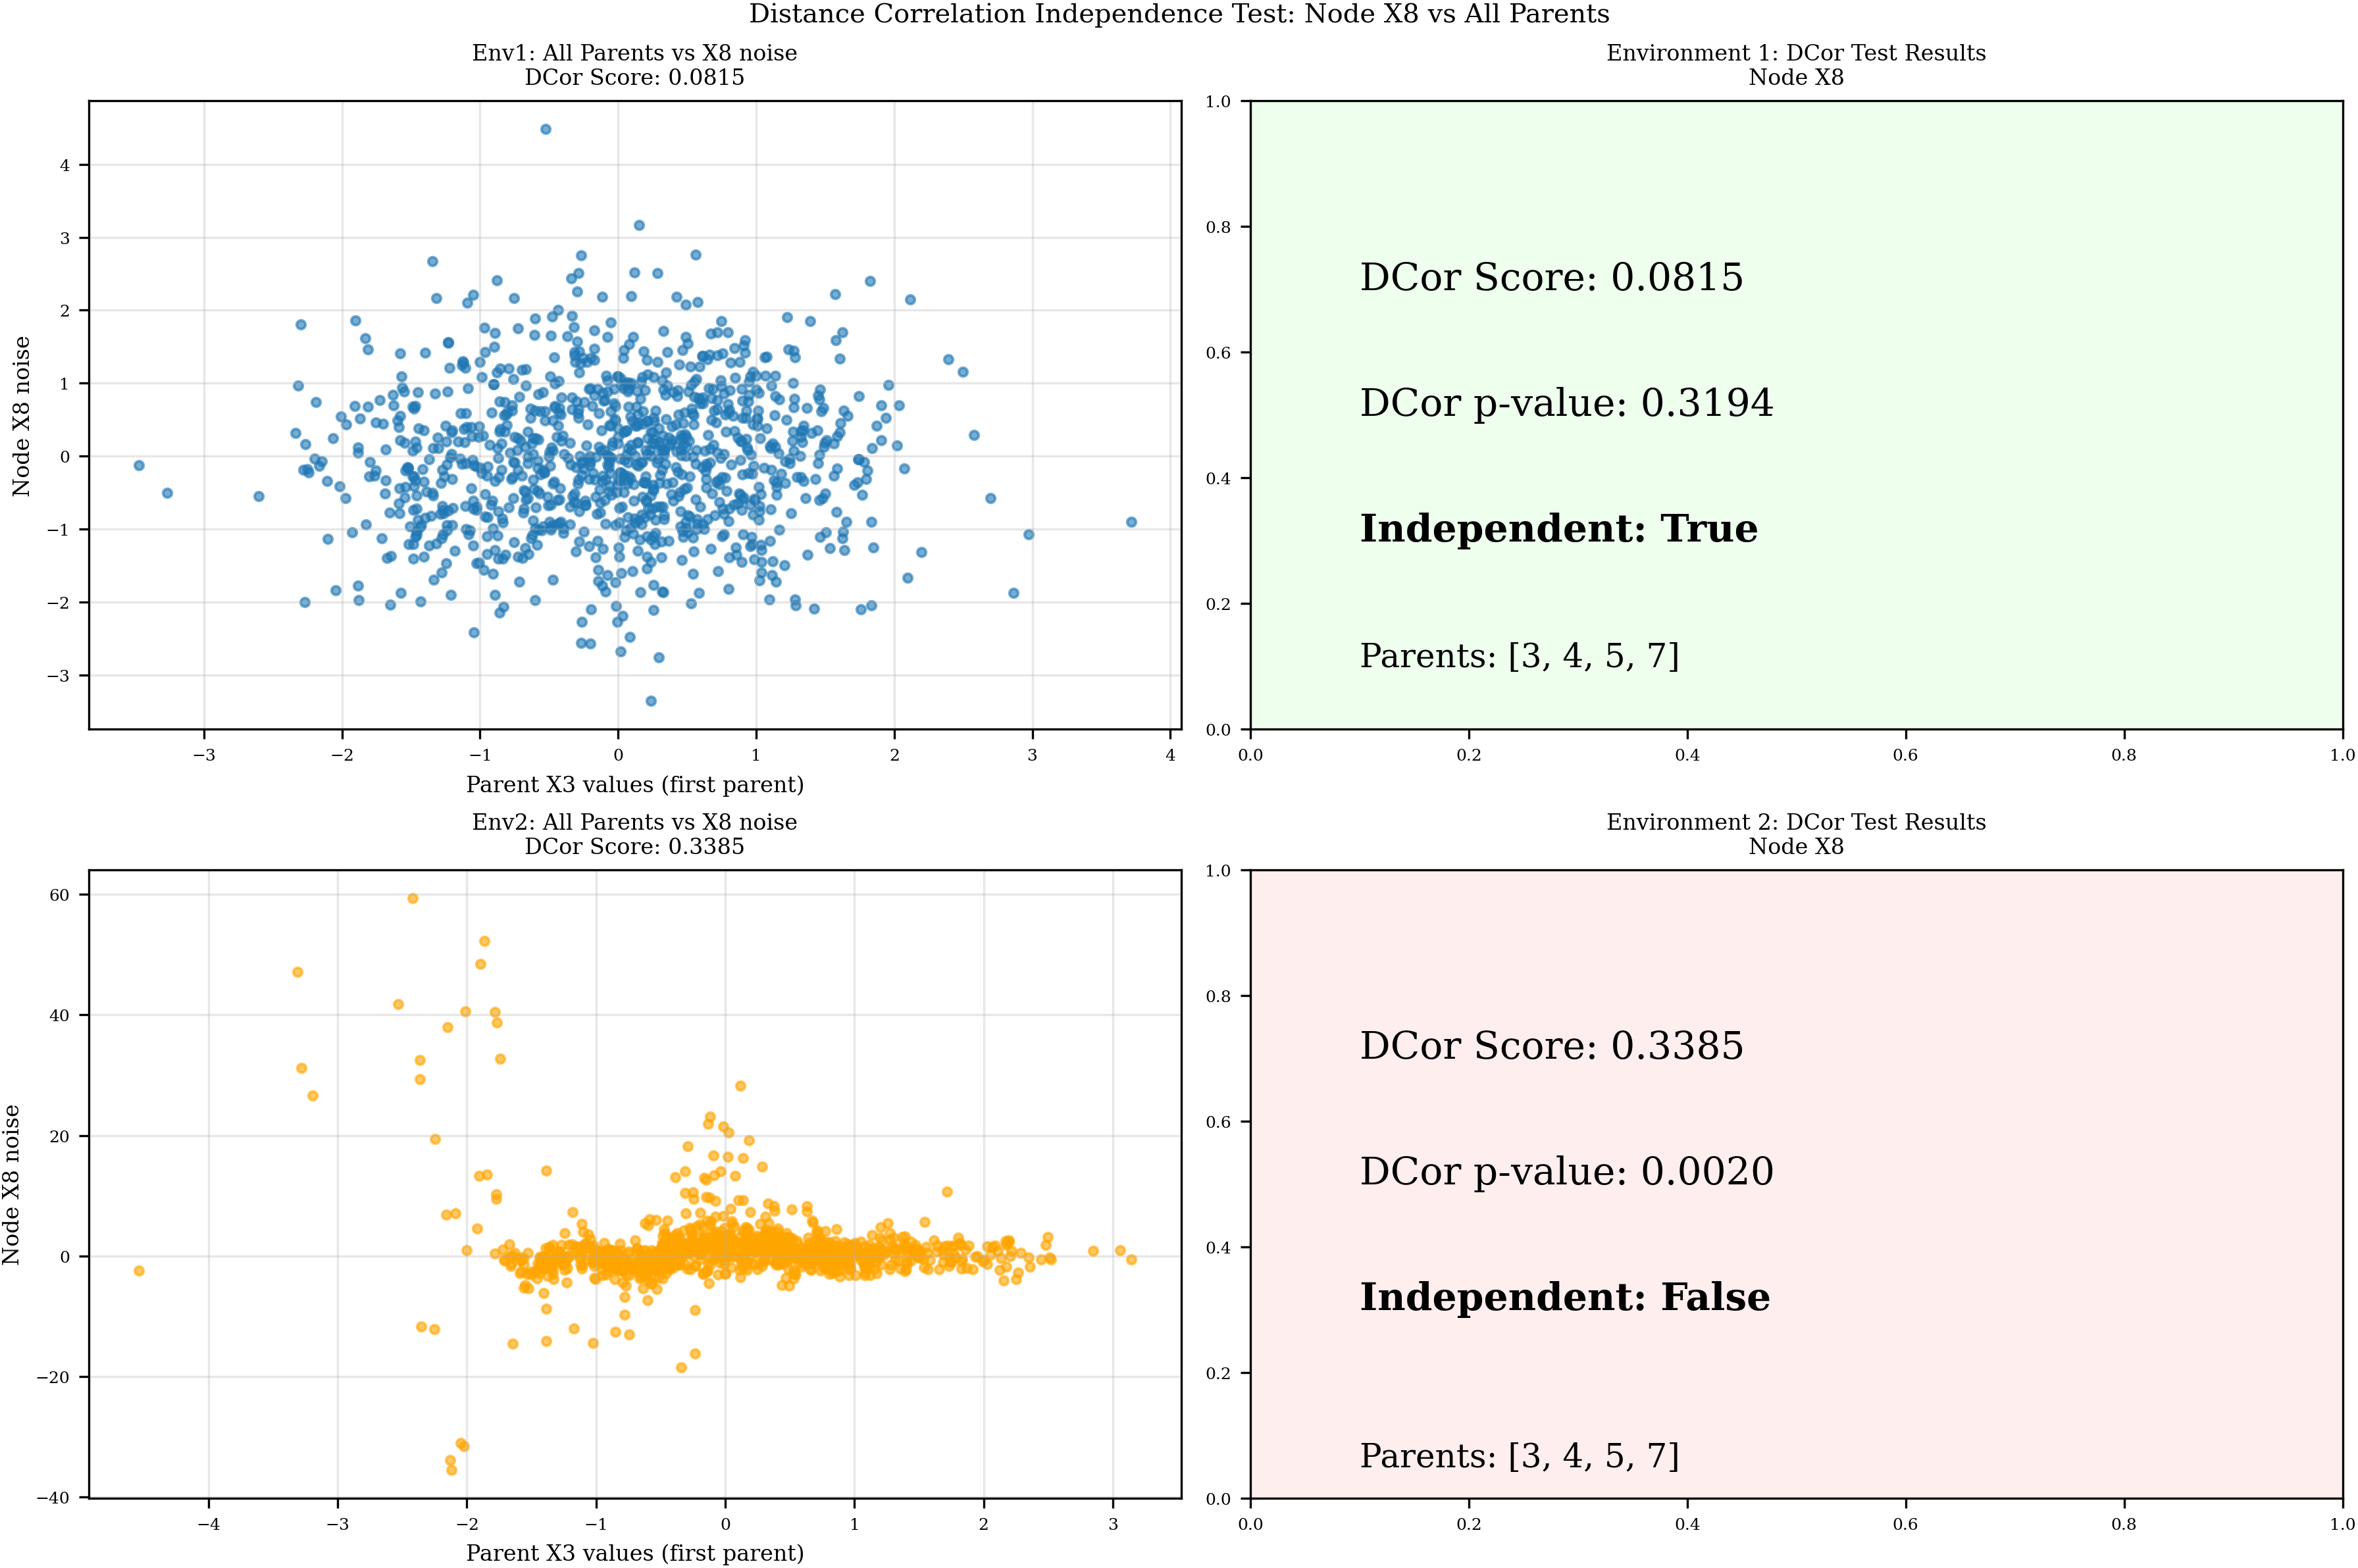 Distance Correlation Independence Test: Node X8 vs All Parents
Env1: All Parents vs X8 noise
DCor Score: 0.0815
Node X8 noise
4
3
2
1
0
−1
−2
−3
−3
−2
−1
0
1
2
3
4
Parent X3 values (first parent)
Environment 1: DCor Test Results
Node X8
1.0
0.8
0.6
0.4
0.2
0.0
DCor Score: 0.0815
DCor p-value: 0.3194
Independent: True
Parents: [3, 4, 5, 7]
0.0
0.2
0.4
0.6
0.8
1.0
Env2: All Parents vs X8 noise
DCor Score: 0.3385
Node X8 noise
60
40
20
0
−20
−40
−4
−3
−2
−1
0
1
2
3
Parent X3 values (first parent)
Environment 2: DCor Test Results
Node X8
1.0
0.8
0.6
0.4
0.2
0.0
DCor Score: 0.3385
DCor p-value: 0.0020
Independent: False
Parents: [3, 4, 5, 7]
0.0
0.2
0.4
0.6
0.8
1.0